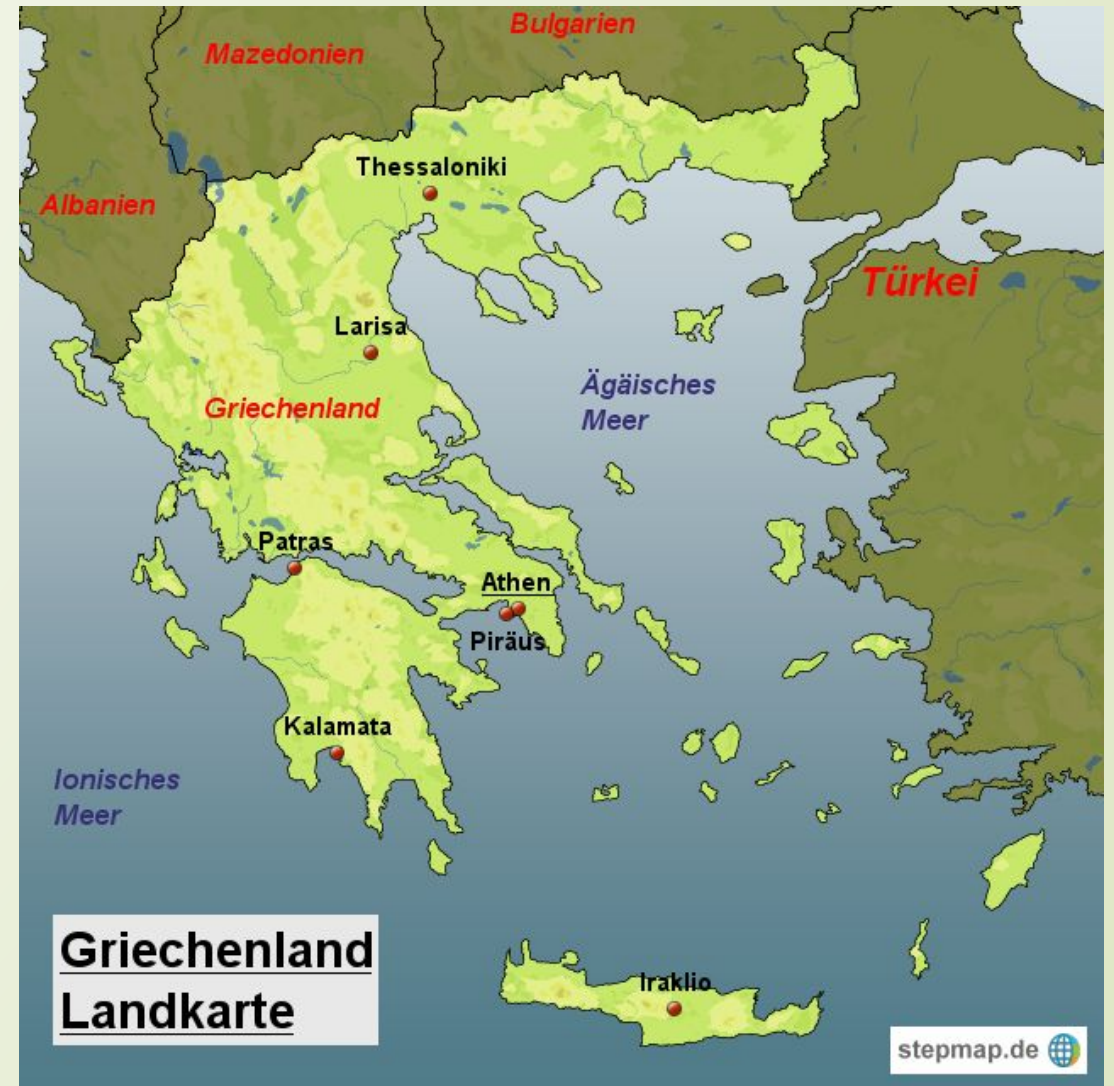 Bulgarien
Mazedonien
Thessaloniki
Albanien
Türkei
Larisa
Ägäisches
Meer
Griechenland
Patras
Athen
Piräus
Kalamata
Ionisches
Meer
Griechenland
Landkarte
Iraklio
stepmap.de